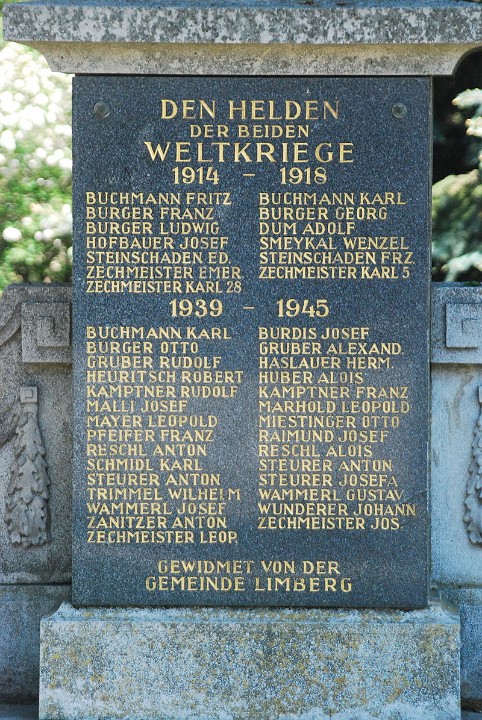 DEN HELDEN
DER BEIDEN
WELTKRIEGE
1914 – 1918
BUCHMANN FRITZ BUCHMANN KARL
BURGER FRANZ BURGER GEORG
BURGER LUDWIG DUM ADOLF
HOFBAUER JOSEF SMEYKAL WENZEL
STEINSCHADEN ED. STEINSCHADEN FRZ.
ZECHMEISTER EMER. ZECHMEISTER KARL 5
ZECHMEISTER KARL 28
1939 – 1945
BUCHMANN KARL BURDIS JOSEF
BURGER OTTO GRUBER ALEXAND.
GRUBER RUDOLF HASLAUER HERM.
HEURITSCH ROBERT HUBER ALOIS
KAMPTNER RUDOLF KAMPTNER FRANZ
MALLI JOSEF MARHOLD LEOPOLD
MAYER LEOPOLD MIESTINGER OTTO
PFEIFER FRANZ RAIMUND JOSEF
RESCHL ANTON RESCHL ALOIS
SCHMIDL KARL STEURER ANTON
STEURER ANTON STEURER JOSEFA
TRIMMEL WILHELM WAMMERL GUSTAV
WAMMERL JOSEF WUNDERER JOHANN
ZANITZER ANTON ZECHMEISTER JOS.
ZECHMEISTER LEOP.
GEWIDMET VON DER
GEMEINDE LIMBERG